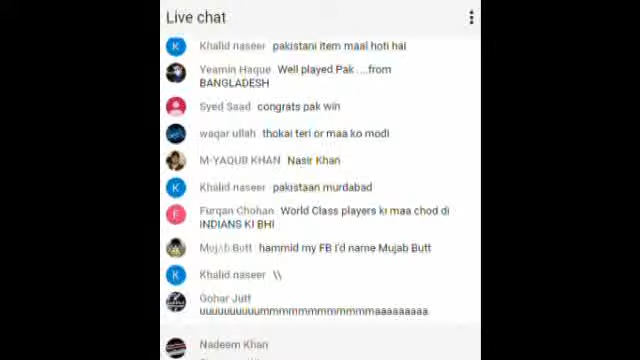 Live chat
K Khalid naseer pakistani item maal hoti hai
Yeamin Haque Well played Pak ....from
BANGLADESH
Syed Saad congrats pak win
waqar ullah thokai teri or maa ko modi
M-YAQUB KHAN Nasir Khan
K Khalid naseer pakistaan murdabad
F Furqan Chohan World Class players ki maa chod di
INDIANS KI BHI
Mujab Butt hammid my FB I'd name Mujab Butt
K Khalid naseer \\
Gohar Jutt
uuuuuuuuuummmmmmmmmmmaaaaaaaaa
Nadeem Khan